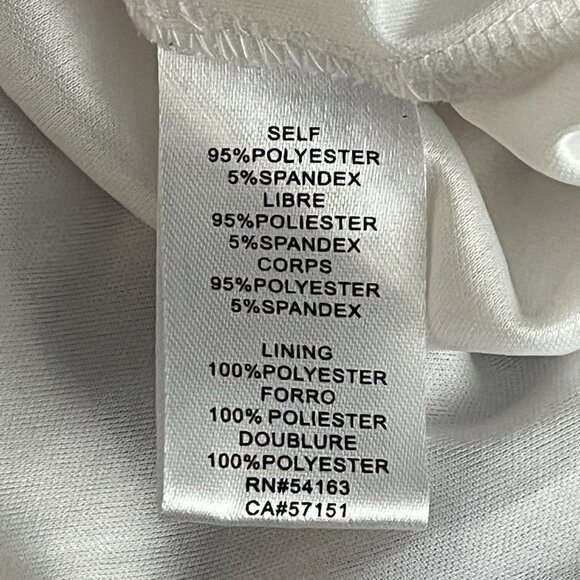 SELF
95%POLYESTER
5%SPANDEX
LIBRE
95%POLIESTER
5%SPANDEX
CORPS
95%POLYESTER
5%SPANDEX
LINING
100%POLYESTER
FORRO
100% POLIESTER
DOUBLURE
100%POLYESTER
RN#54163
CA#57151